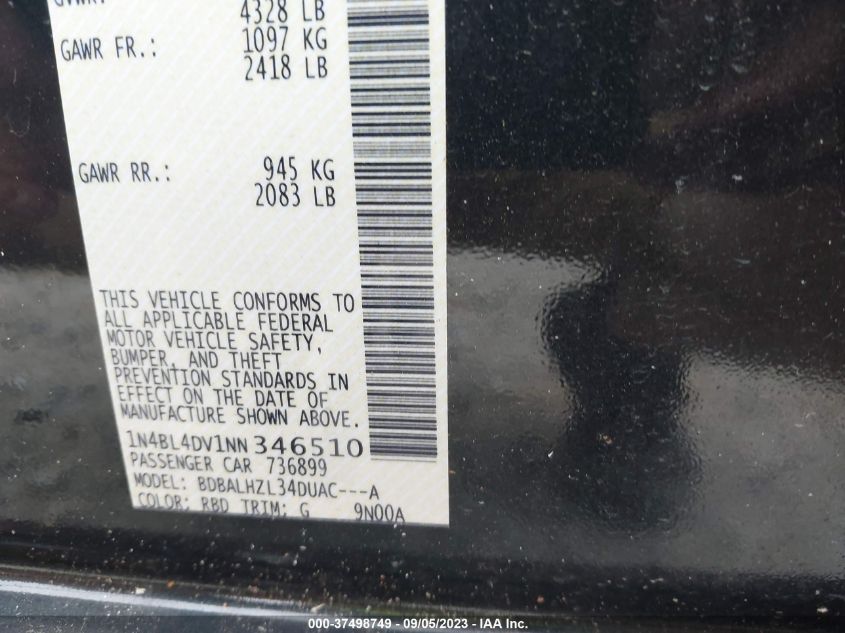 GVWR:
4328 LB
GAWR FR.: 1097 KG
2418 LB
GAWR RR.: 945 KG
2083 LB
THIS VEHICLE CONFORMS TO
ALL APPLICABLE FEDERAL
MOTOR VEHICLE SAFETY,
BUMPER, AND THEFT
PREVENTION STANDARDS IN
EFFECT ON THE DATE OF
MANUFACTURE SHOWN ABOVE.
1N4BL4DV1NN346510
PASSENGER CAR 736899
MODEL: BDBALHZL34DUAC---A
COLOR: RBD TRIM: G 9N00A
000-37498749 - 09/05/2023 - IAA Inc.